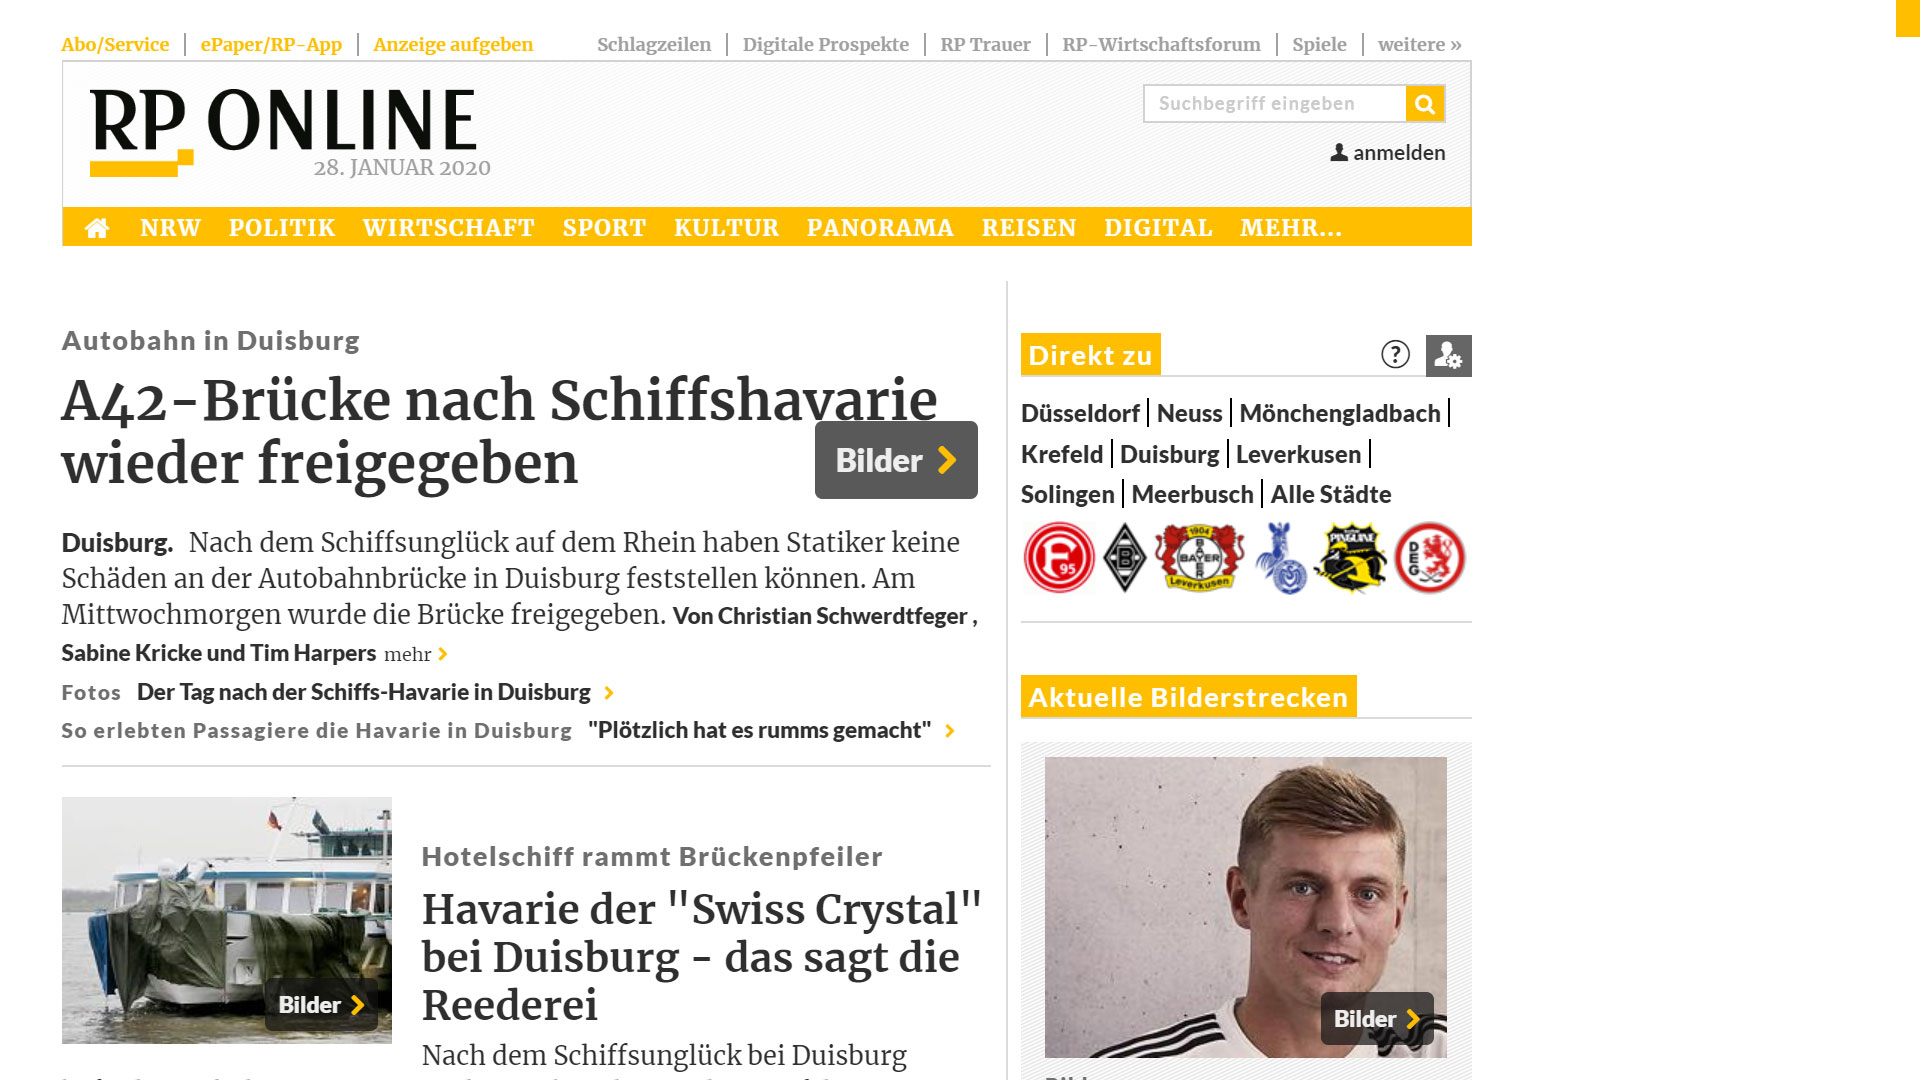 Abo/Service ePaper/RP-App Anzeige aufgeben Schlagzeilen Digitale Prospekte RP Trauer RP-Wirtschaftsforum Spiele weitere »
RP ONLINE
28. JANUAR 2020
Suchbegriff eingeben
anmelden
NRW POLITIK WIRTSCHAFT SPORT KULTUR PANORAMA REISEN DIGITAL MEHR...
Autobahn in Duisburg
A42-Brücke nach Schiffshavarie
wieder freigegeben
Bilder
Duisburg. Nach dem Schiffsunglück auf dem Rhein haben Statiker keine
Schäden an der Autobahnbrücke in Duisburg feststellen können. Am
Mittwochmorgen wurde die Brücke freigegeben. Von Christian Schwerdtfeger ,
Sabine Kricke und Tim Harpers mehr
Fotos Der Tag nach der Schiffs-Havarie in Duisburg
So erlebten Passagiere die Havarie in Duisburg "Plötzlich hat es rumms gemacht"
Bilder
Hotelschiff rammt Brückenpfeiler
Havarie der "Swiss Crystal"
bei Duisburg - das sagt die
Reederei
Nach dem Schiffsunglück bei Duisburg
Direkt zu
?
Düsseldorf Neuss Mönchengladbach
Krefeld Duisburg Leverkusen
Solingen Meerbusch Alle Städte
F 95
B
1904 BAYER BAYER Leverkusen
PINGUINE
DEG
Aktuelle Bilderstrecken
Bilder